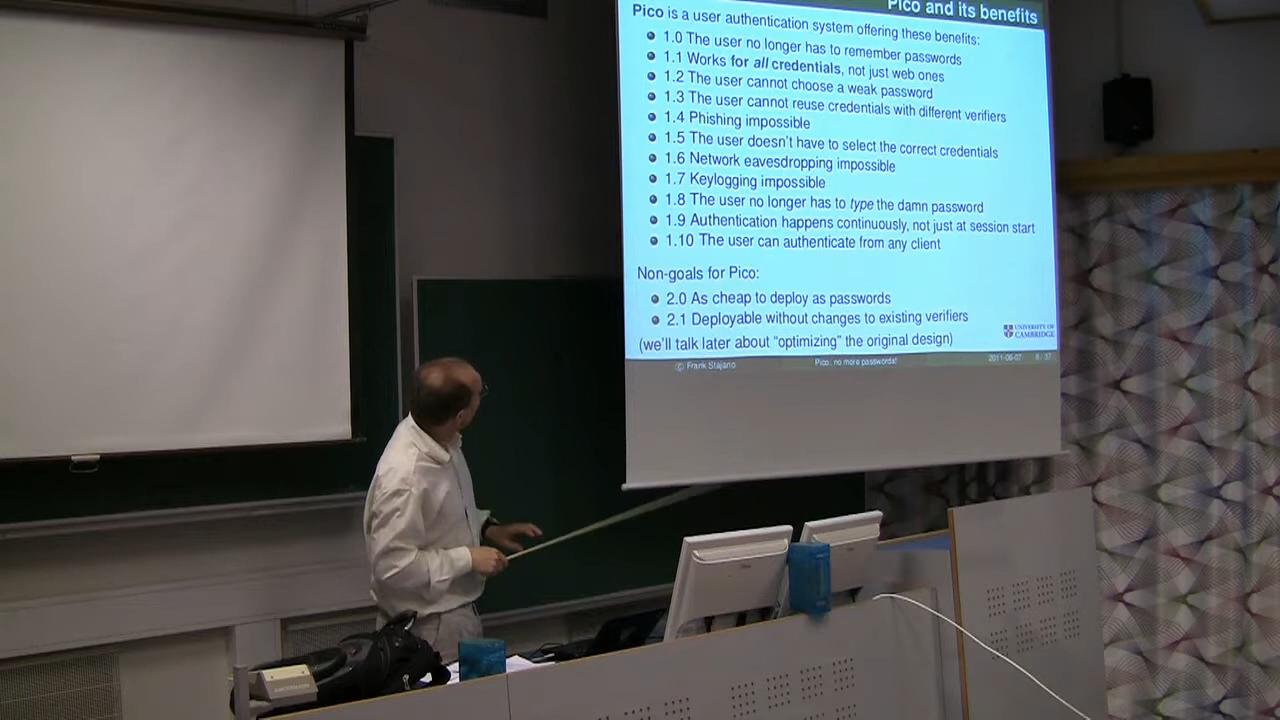 Pico and its benefits
Pico is a user authentication system offering these benefits:
1.0 The user no longer has to remember passwords
1.1 Works for all credentials, not just web ones
1.2 The user cannot choose a weak password
1.3 The user cannot reuse credentials with different verifiers
1.4 Phishing impossible
1.5 The user doesn't have to select the correct credentials
1.6 Network eavesdropping impossible
1.7 Keylogging impossible
1.8 The user no longer has to type the damn password
1.9 Authentication happens continuously, not just at session start
1.10 The user can authenticate from any client
Non-goals for Pico:
2.0 As cheap to deploy as passwords
2.1 Deployable without changes to existing verifiers
(we'll talk later about "optimizing" the original design)
UNIVERSITY OF
CAMBRIDGE
© Frank Stajano Pico: no more passwords! 2011-06-07 8 / 37